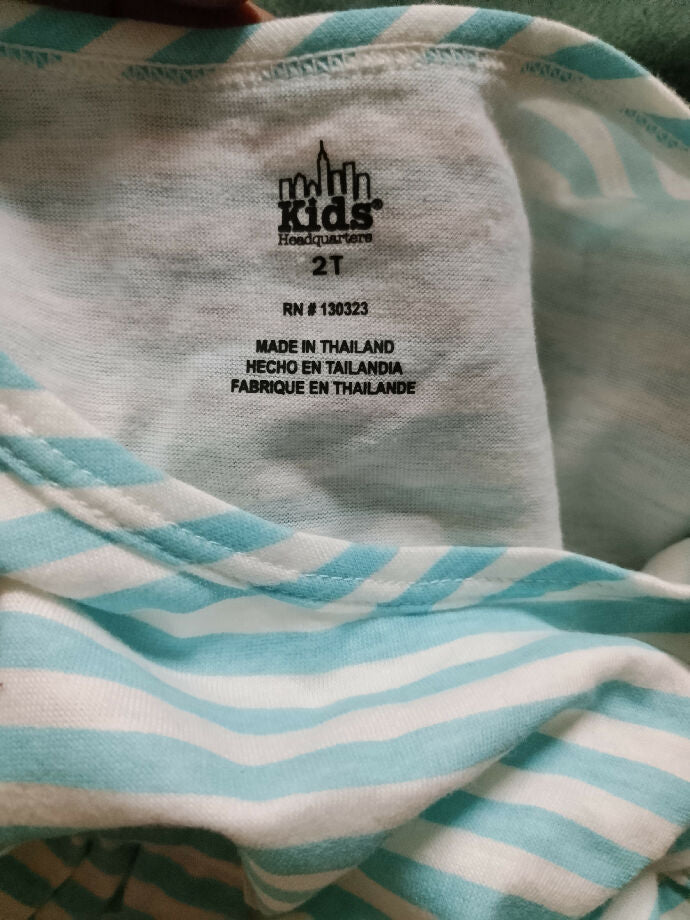 Kids®
Headquarters
2T
RN # 130323
MADE IN THAILAND
HECHO EN TAILANDIA
FABRIQUE EN THAILANDE